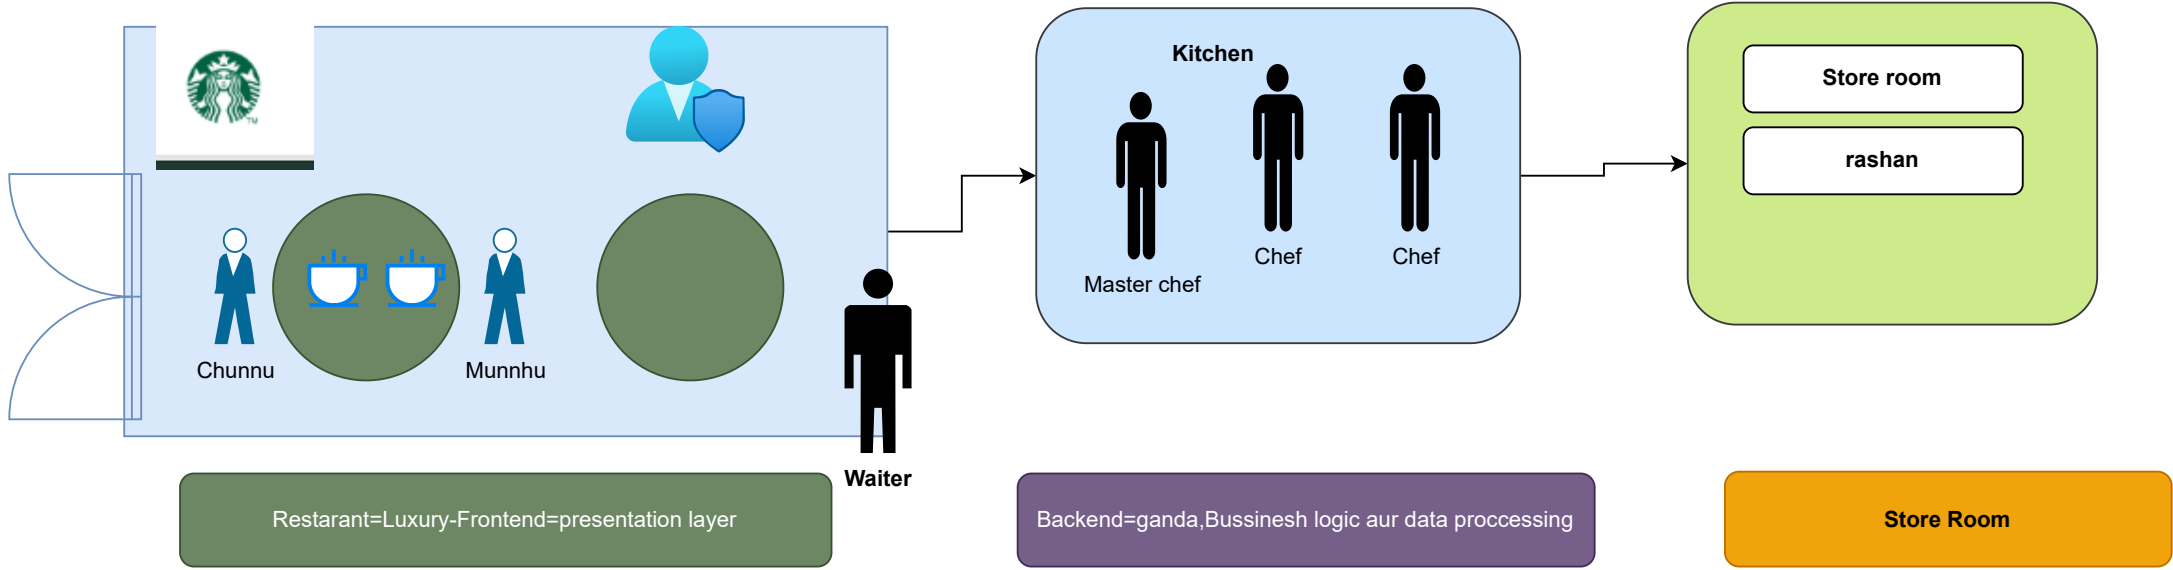 TM
Kitchen
Store room
rashan
Chef
Chef
Master chef
Chunnu
Munnhu
Waiter
Restarant=Luxury-Frontend=presentation layer
Backend=ganda,Bussinesh logic aur data proccessing
Store Room